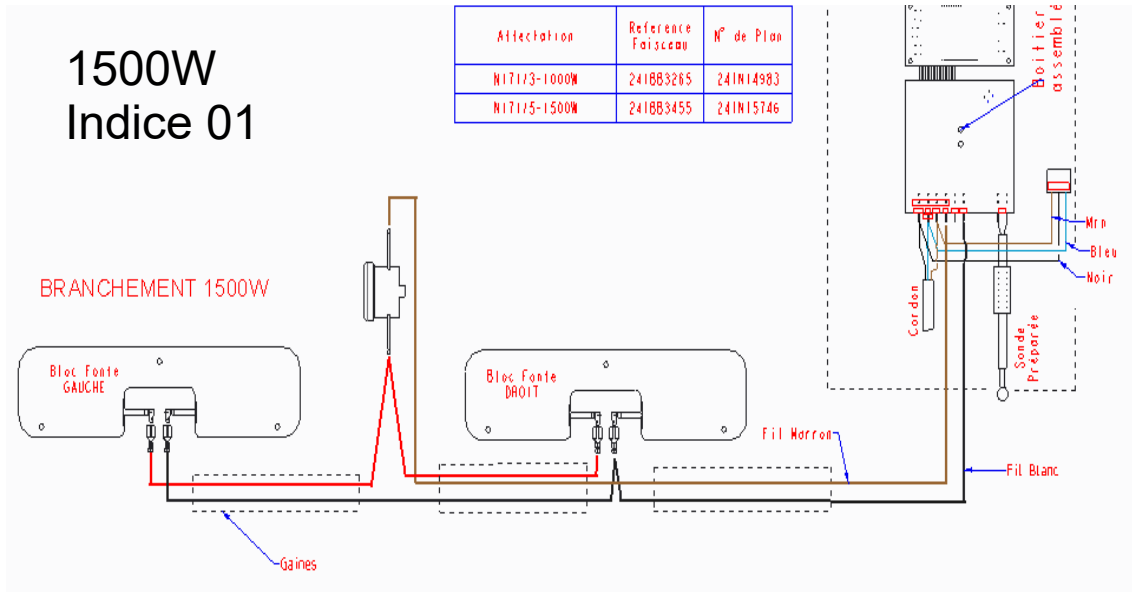 1500W
Indice 01
Affectation
Reference
Faisceau
N° de Plan
N171/3-1000W
241BB3265
241N14983
N171/5-1500W
241BB3455
241N15746
Boitier
assemblé
Mrn
Bleu
Noir
Cordon
Sonde
Préparée
BRANCHEMENT 1500W
Bloc Fonte
GAUCHE
Bloc Fonte
DROIT
Fil Marron
Fil Blanc
Gaines